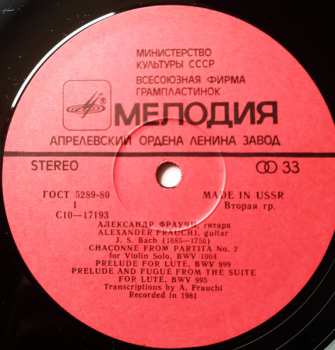 МИНИСТЕРСТВО
КУЛЬТУРЫ СССР
ВСЕСОЮЗНАЯ ФИРМА
ГРАМПЛАСТИНОК
МЕЛОДИЯ
АПРЕЛЕВСКИЙ ОРДЕНА ЛЕНИНА ЗАВОД
STEREO 33
ГОСТ 5289-80 MADE IN USSR
1 Вторая гр.
С10—17193
АЛЕКСАНДР ФРАУЧИ, гитара
ALEXANDER FRAUCHI, guitar
J. S. Bach (1685—1750)
CHACONNE FROM PARTITA No. 2
for Violin Solo, BWV 1004
PRELUDE FOR LUTE, BWV 999
PRELUDE AND FUGUE FROM THE SUITE
FOR LUTE, BWV 995
Transcriptions by A. Frauchi
Recorded in 1981